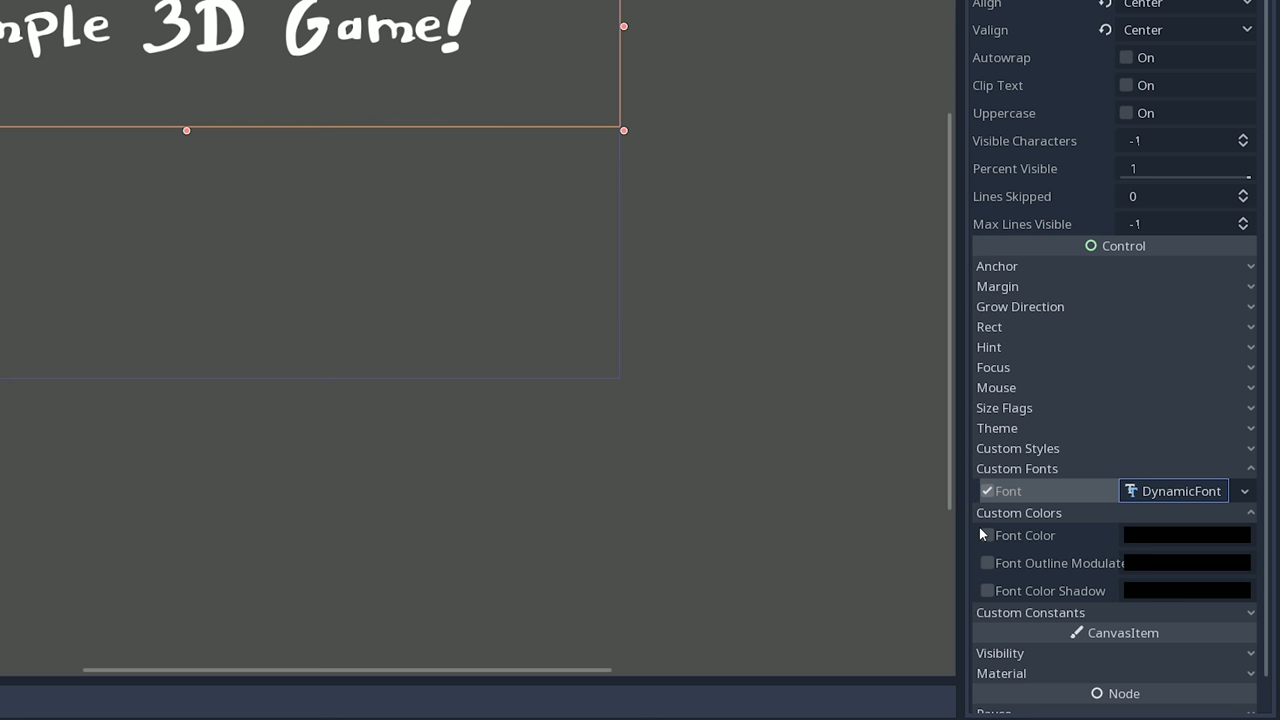 mple 3D Game!
Align Center
Valign Center
Autowrap On
Clip Text On
Uppercase On
Visible Characters -1
Percent Visible 1
Lines Skipped 0
Max Lines Visible -1
Control
Anchor
Margin
Grow Direction
Rect
Hint
Focus
Mouse
Size Flags
Theme
Custom Styles
Custom Fonts
Font DynamicFont
Custom Colors
Font Color
Font Outline Modulate
Font Color Shadow
Custom Constants
CanvasItem
Visibility
Material
Node
Pause